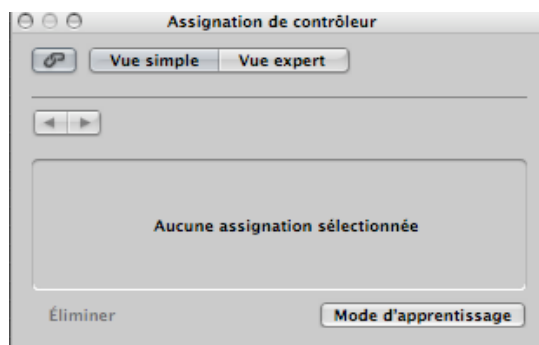 Assignation de contrôleur
Vue simple Vue expert
Aucune assignation sélectionnée
Éliminer Mode d'apprentissage